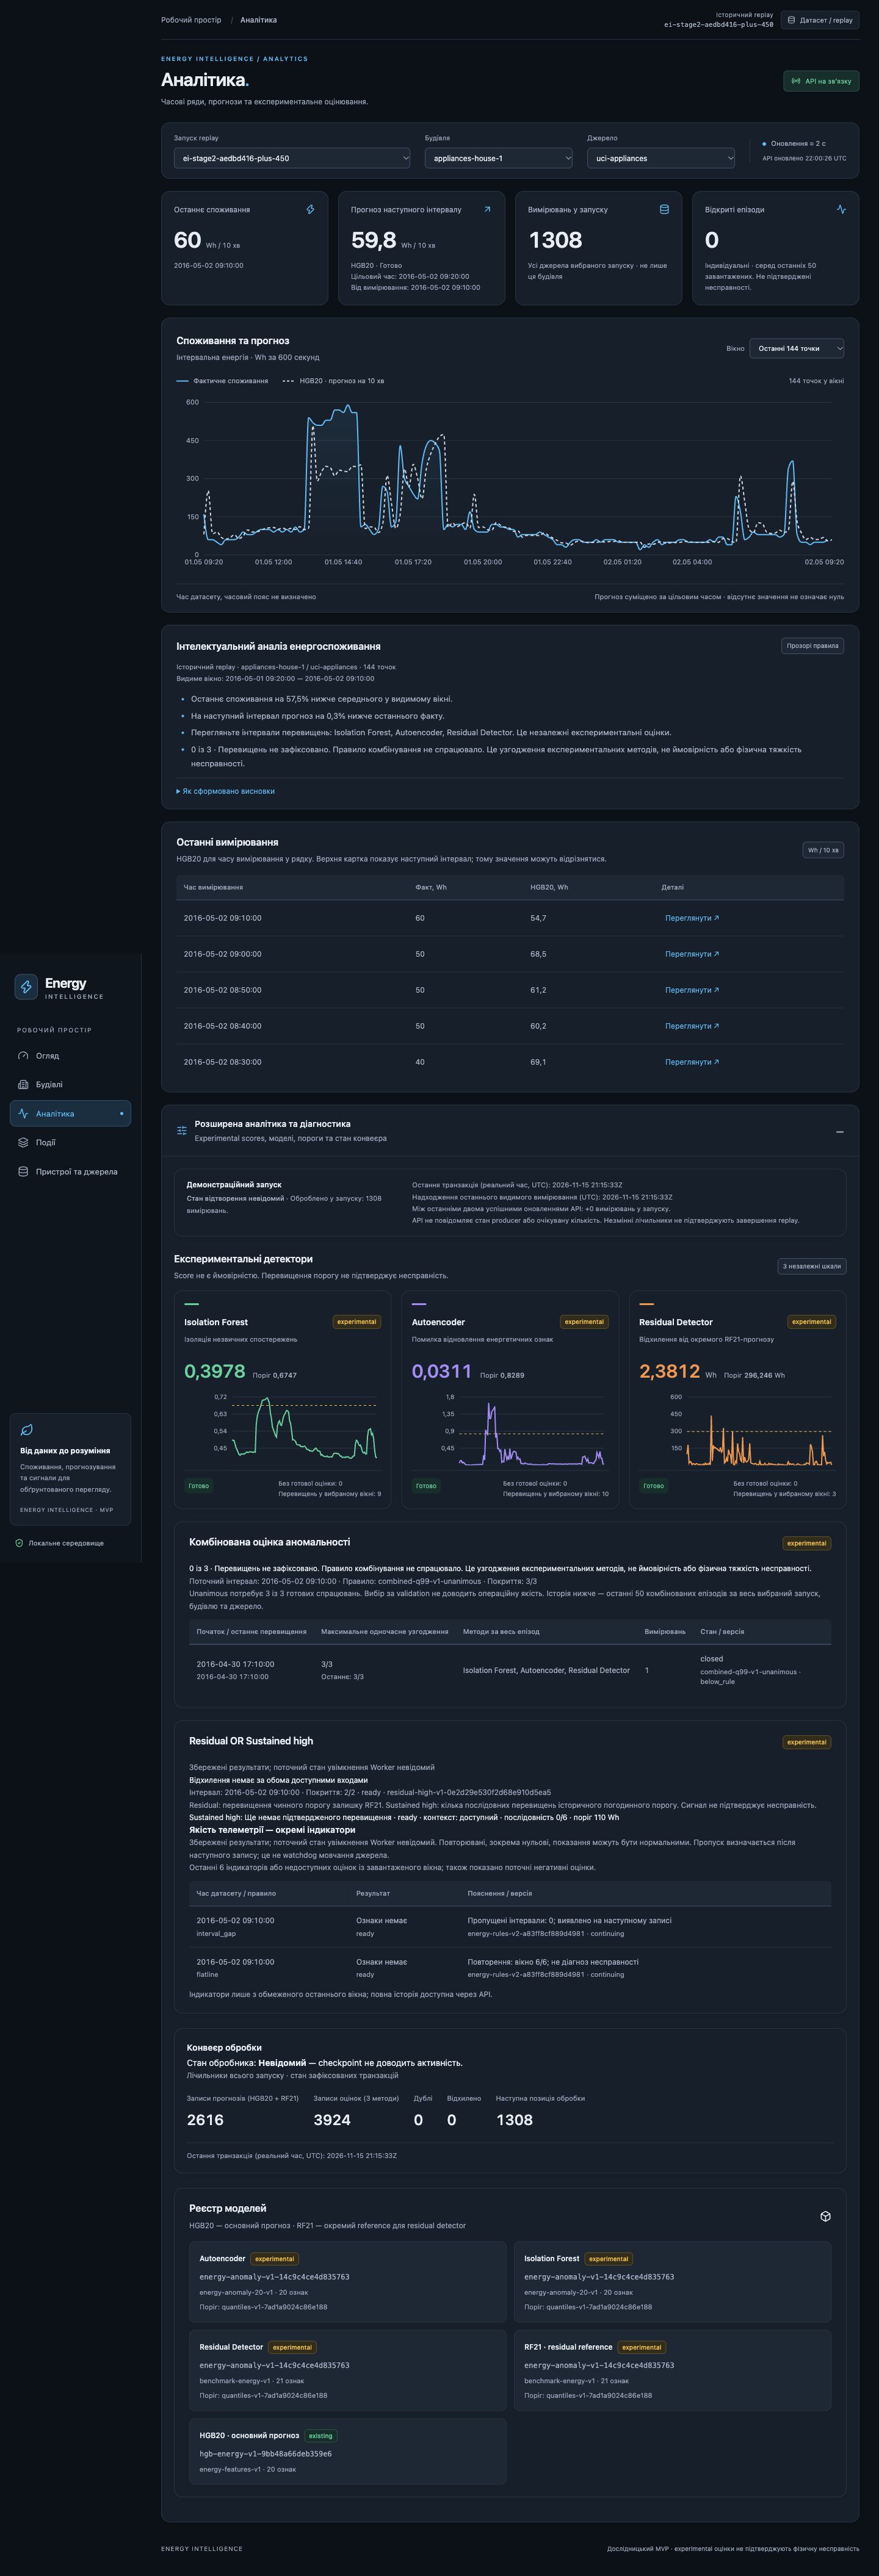 Робочий простір / Аналітика
Історичний replay
ei-stage2-aedbd416-plus-450
Датасет / replay
ENERGY INTELLIGENCE / ANALYTICS
Аналітика.
Часові ряди, прогнози та експериментальне оцінювання.
API на зв'язку
Запуск replay
ei-stage2-aedbd416-plus-450
Будівля
appliances-house-1
Джерело
uci-appliances
Оновлення ≈ 2 с
API оновлено 22:00:26 UTC
Останнє споживання
60 Wh / 10 хв
2016-05-02 09:10:00
Прогноз наступного інтервалу
59,8 Wh / 10 хв
HGB20 · Готово
Цільовий час: 2016-05-02 09:20:00
Від вимірювання: 2016-05-02 09:10:00
Вимірювань у запуску
1308
Усі джерела вибраного запуску · не лише
ця будівля
Відкриті епізоди
0
Індивідуальні · серед останніх 50
завантажених. Не підтверджені
несправності.
Споживання та прогноз
Інтервальна енергія · Wh за 600 секунд
Вікно
Останні 144 точки
Фактичне споживання
HGB20 · прогноз на 10 хв
144 точок у вікні
600
450
300
150
0
01.05 09:20
01.05 12:00
01.05 14:40
01.05 17:20
01.05 20:00
01.05 22:40
02.05 01:20
02.05 04:00
02.05 09:20
Час датасету, часовий пояс не визначено
Прогноз суміщено за цільовим часом · відсутнє значення не означає нуль
Інтелектуальний аналіз енергоспоживання
Прозорі правила
Історичний replay · appliances-house-1 / uci-appliances · 144 точок
Видиме вікно: 2016-05-01 09:20:00 — 2016-05-02 09:10:00
Останнє споживання на 57,5% нижче середнього у видимому вікні.
На наступний інтервал прогноз на 0,3% нижче останнього факту.
Перегляньте інтервали перевищень: Isolation Forest, Autoencoder, Residual Detector. Це незалежні експериментальні оцінки.
0 із 3 · Перевищень не зафіксовано. Правило комбінування не спрацювало. Це узгодження експериментальних методів, не ймовірність або фізична тяжкість
несправності.
Як сформовано висновки
Останні вимірювання
HGB20 для часу вимірювання у рядку. Верхня картка показує наступний інтервал; тому значення можуть відрізнятися.
Wh / 10 хв
Час вимірювання Факт, Wh HGB20, Wh Деталі
2016-05-02 09:10:00 60 54,7 Переглянути ↗
2016-05-02 09:00:00 50 68,5 Переглянути ↗
2016-05-02 08:50:00 50 61,2 Переглянути ↗
2016-05-02 08:40:00 50 60,2 Переглянути ↗
2016-05-02 08:30:00 40 69,1 Переглянути ↗
Energy
INTELLIGENCE
РОБОЧИЙ ПРОСТІР
Огляд
Будівлі
Аналітика
Події
Пристрої та джерела
Від даних до розуміння
Споживання, прогнозування
та сигнали для
обґрунтованого перегляду.
ENERGY INTELLIGENCE · MVP
Локальне середовище
Розширена аналітика та діагностика
Experimental scores, моделі, пороги та стан конвеєра
Демонстраційний запуск
Стан відтворення невідомий · Оброблено у запуску: 1308
вимірювань.
Остання транзакція (реальний час, UTC): 2026-11-15 21:15:33Z
Надходження останнього видимого вимірювання (UTC): 2026-11-15 21:15:33Z
Між останніми двома успішними оновленнями API: +0 вимірювань у запуску.
API не повідомляє стан producer або очікувану кількість. Незмінні лічильники не підтверджують завершення replay.
Експериментальні детектори
Score не є ймовірністю. Перевищення порогу не підтверджує несправність.
3 незалежні шкали
Isolation Forest
experimental
Ізоляція незвичних спостережень
0,3978 Поріг 0,6747
0,72
0,63
0,54
0,45
Готово
Без готової оцінки: 0
Перевищень у вибраному вікні: 9
Autoencoder
experimental
Помилка відновлення енергетичних ознак
0,0311 Поріг 0,8289
1,8
1,35
0,9
0,45
Готово
Без готової оцінки: 0
Перевищень у вибраному вікні: 10
Residual Detector
experimental
Відхилення від окремого RF21-прогнозу
2,3812 Wh Поріг 296,246 Wh
600
450
300
150
Готово
Без готової оцінки: 0
Перевищень у вибраному вікні: 3
Комбінована оцінка аномальності
experimental
0 із 3 · Перевищень не зафіксовано. Правило комбінування не спрацювало. Це узгодження експериментальних методів, не ймовірність або фізична тяжкість несправності.
Поточний інтервал: 2016-05-02 09:10:00 · Правило: combined-q99-v1-unanimous · Покриття: 3/3
Unanimous потребує 3 із 3 готових спрацювань. Вибір за validation не доводить операційну якість. Історія нижче — останні 50 комбінованих епізодів за весь вибраний запуск,
будівлю та джерело.
Початок / останнє перевищення Максимальне одночасне узгодження Методи за весь епізод Вимірювань Стан / версія
2016-04-30 17:10:00
2016-04-30 17:10:00
3/3
Останнє: 3/3
Isolation Forest, Autoencoder, Residual Detector
1
closed
combined-q99-v1-unanimous ·
below_rule
Residual OR Sustained high
experimental
Збережені результати; поточний стан увімкнення Worker невідомий
Відхилення немає за обома доступними входами
Інтервал: 2016-05-02 09:10:00 · Покриття: 2/2 · ready · residual-high-v1-0e2d29e530f2d68e910d5ea5
Residual: перевищення чинного порогу залишку RF21. Sustained high: кілька послідовних перевищень історичного погодинного порогу. Сигнал не підтверджує несправність.
Sustained high: Ще немає підтвердженого перевищення · ready · контекст: доступний · послідовність 0/6 · поріг 110 Wh
Якість телеметрії — окремі індикатори
Збережені результати; поточний стан увімкнення Worker невідомий. Повторювані, зокрема нульові, показання можуть бути нормальними. Пропуск визначається після
наступного запису; це не watchdog мовчання джерела.
Останні 6 індикаторів або недоступних оцінок із завантаженого вікна; також показано поточні негативні оцінки.
Час датасету / правило Результат Пояснення / версія
2016-05-02 09:10:00
interval_gap
Ознаки немає
ready
Пропущені інтервали: 0; виявлено на наступному записі
energy-rules-v2-a83ff8cf889d4981 · continuing
2016-05-02 09:10:00
flatline
Ознаки немає
ready
Повторення: вікно 6/6; не діагноз несправності
energy-rules-v2-a83ff8cf889d4981 · continuing
Індикатори лише з обмеженого останнього вікна; повна історія доступна через API.
Конвеєр обробки
Стан обробника: Невідомий — checkpoint не доводить активність.
Лічильники всього запуску · стан зафіксованих транзакцій
Записи прогнозів (HGB20 + RF21)
2616
Записи оцінок (3 методи)
3924
Дублі
0
Відхилено
0
Наступна позиція обробки
1308
Остання транзакція (реальний час, UTC): 2026-11-15 21:15:33Z
Реєстр моделей
HGB20 — основний прогноз · RF21 — окремий reference для residual detector
Autoencoder experimental
energy-anomaly-v1-14c9c4ce4d835763
energy-anomaly-20-v1 · 20 ознак
Поріг: quantiles-v1-7ad1a9024c86e188
Isolation Forest experimental
energy-anomaly-v1-14c9c4ce4d835763
energy-anomaly-20-v1 · 20 ознак
Поріг: quantiles-v1-7ad1a9024c86e188
Residual Detector experimental
energy-anomaly-v1-14c9c4ce4d835763
benchmark-energy-v1 · 21 ознак
Поріг: quantiles-v1-7ad1a9024c86e188
RF21 · residual reference experimental
energy-anomaly-v1-14c9c4ce4d835763
benchmark-energy-v1 · 21 ознак
Поріг: quantiles-v1-7ad1a9024c86e188
HGB20 · основний прогноз existing
hgb-energy-v1-9bb48a66deb359e6
energy-features-v1 · 20 ознак
ENERGY INTELLIGENCE
Дослідницький MVP · experimental оцінки не підтверджують фізичну несправність